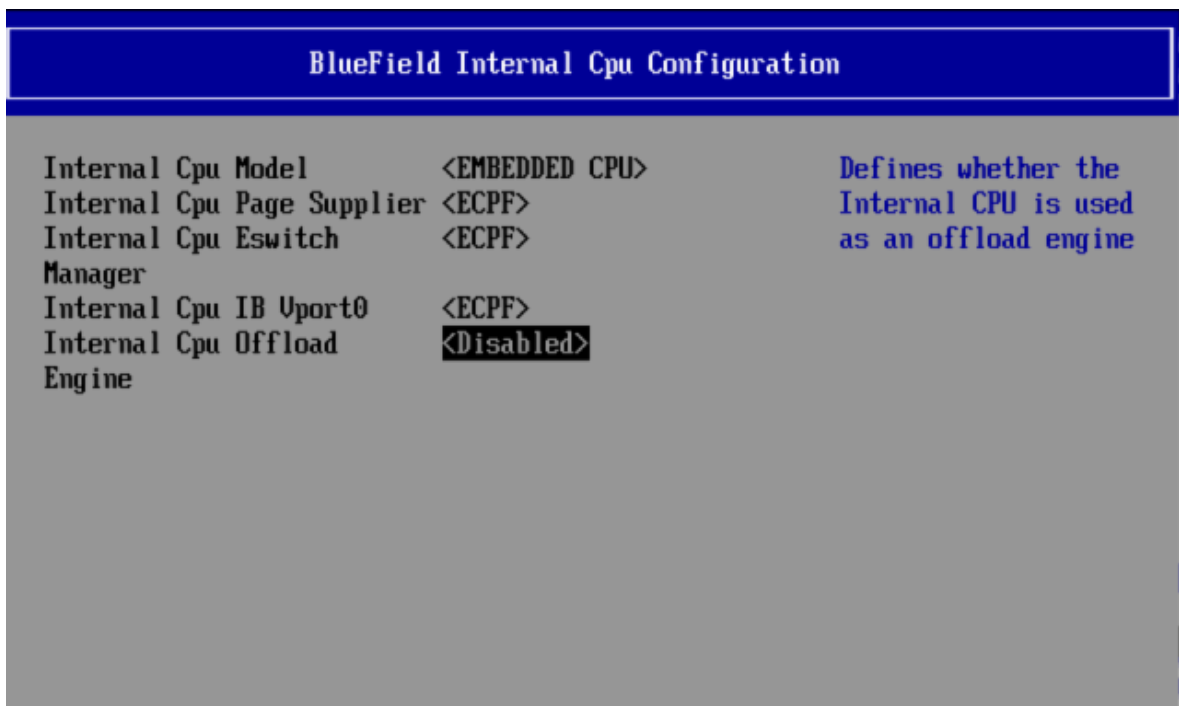 BlueField Internal Cpu Configuration
Internal Cpu Model <EMBEDDED CPU>
Internal Cpu Page Supplier <ECPF>
Internal Cpu Eswitch <ECPF>
Manager
Internal Cpu IB Vport0 <ECPF>
Internal Cpu Offload <Disabled>
Engine
Defines whether the
Internal CPU is used
as an offload engine